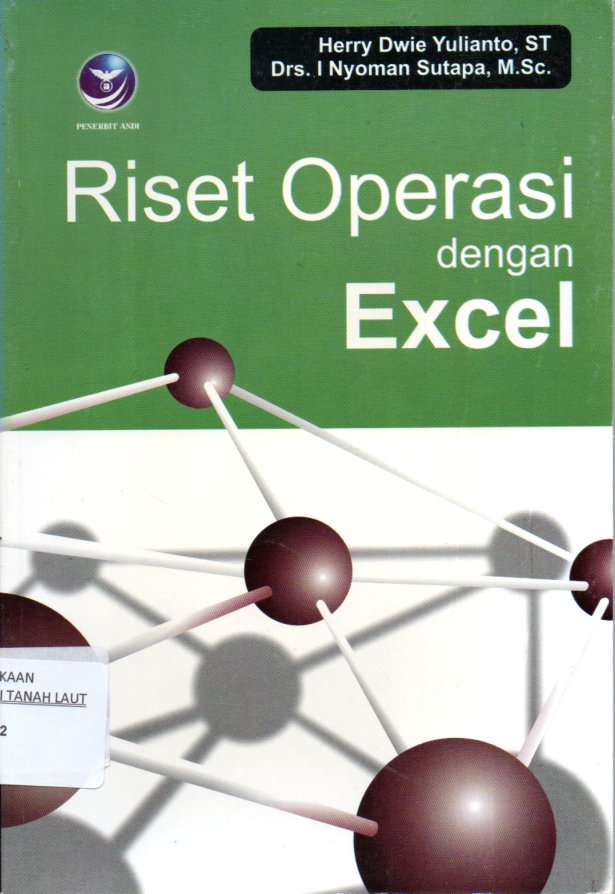 Herry Dwie Yulianto, ST
Drs. I Nyoman Sutapa, M.Sc.
a
PENERBIT ANDI
Riset Operasi
dengan
Excel
KAAN
I TANAH LAUT
2